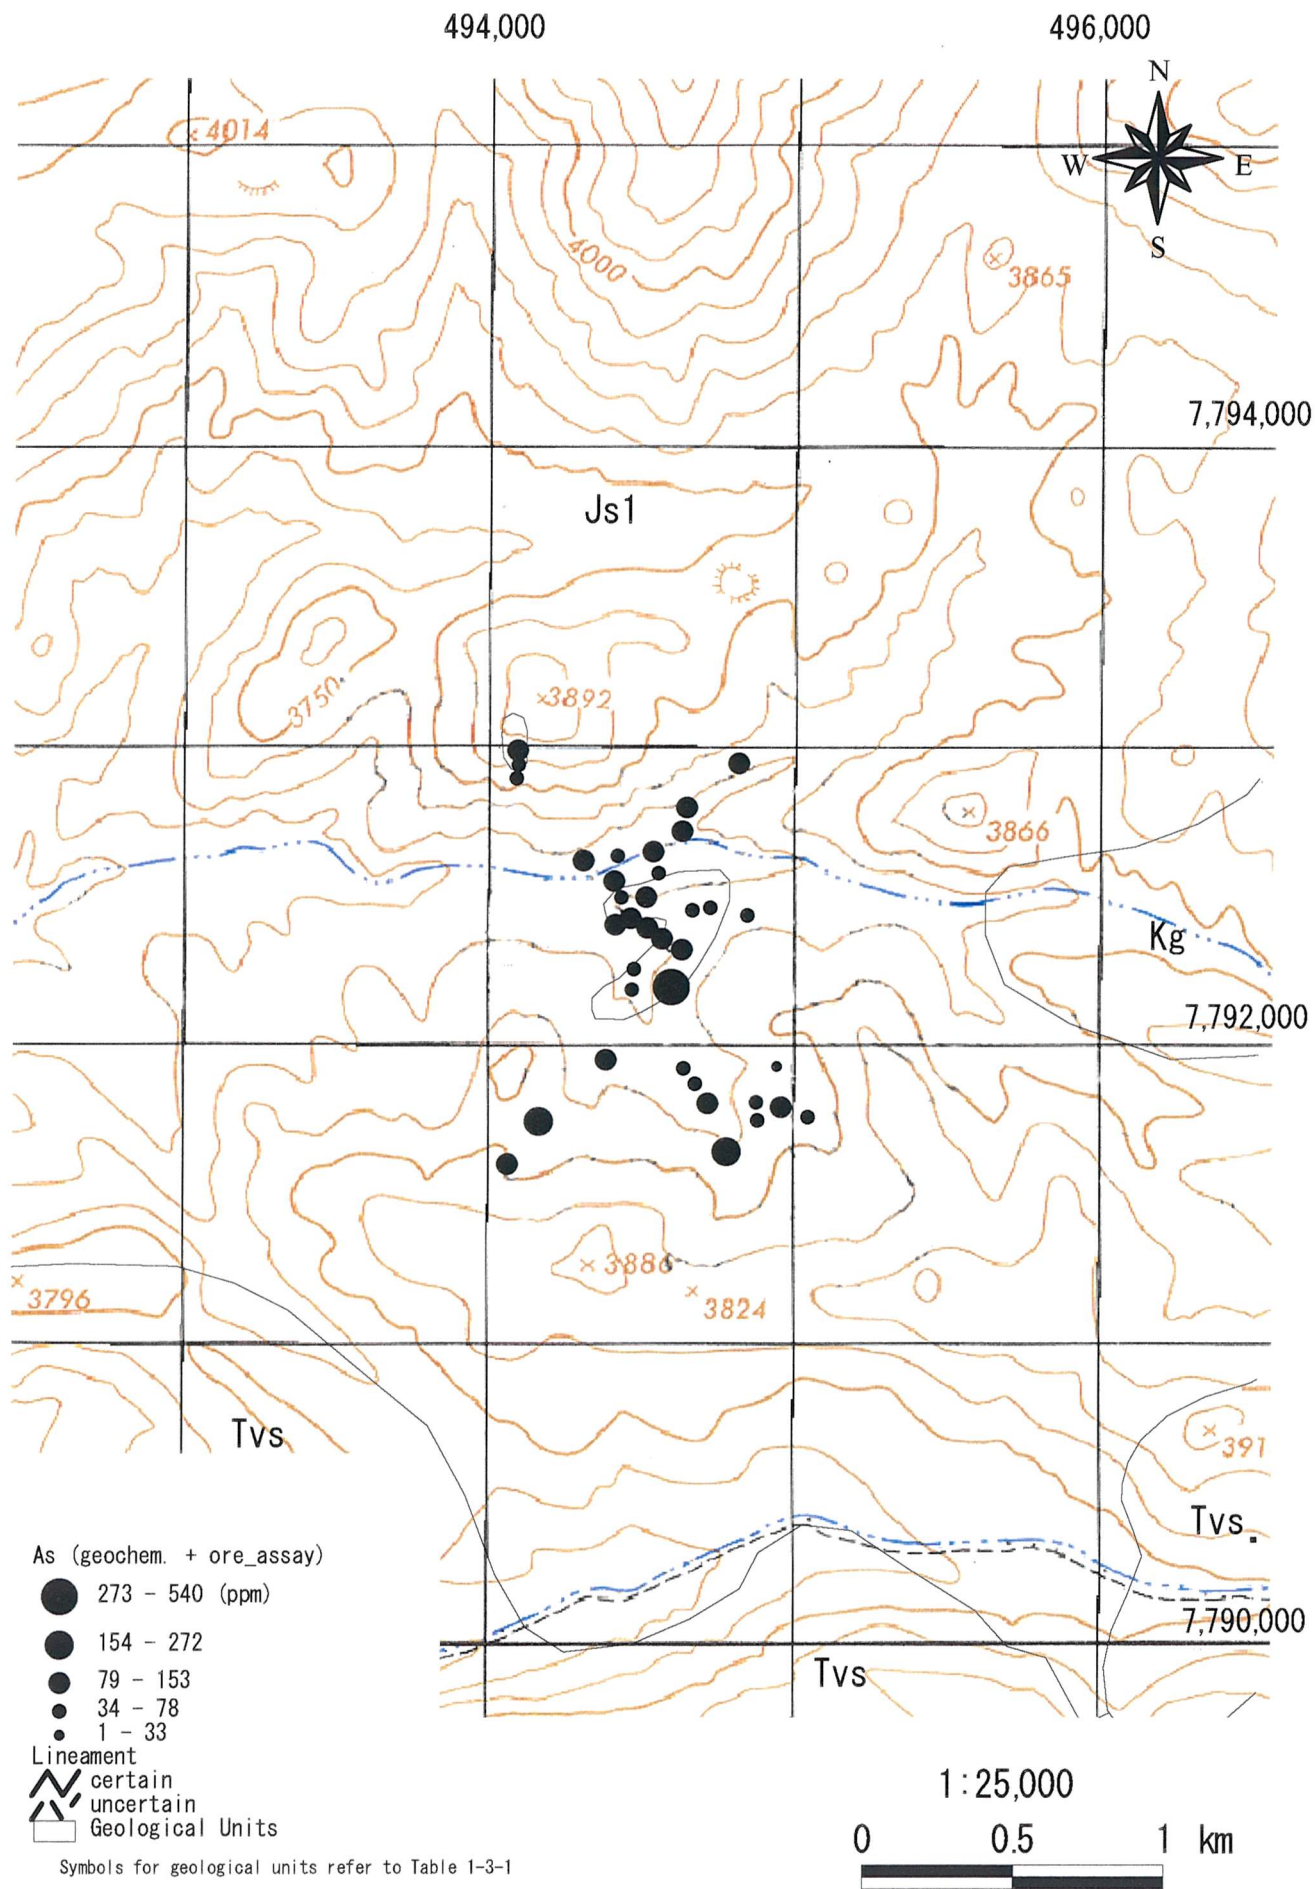 494,000 496,000
N
W E
S
4014
4000
3865
7,794,000
Js1
3750
3892
3866
Kg
7,792,000
3886
3796
3824
Tvs
391
Tvs
As (geochem. + ore_assay)
273 - 540 (ppm)
154 - 272
79 - 153
34 - 78
1 - 33
7,790,000
Tvs
Lineament
certain
uncertain
Geological Units
Symbols for geological units refer to Table 1-3-1
1:25,000
0 0.5 1 km